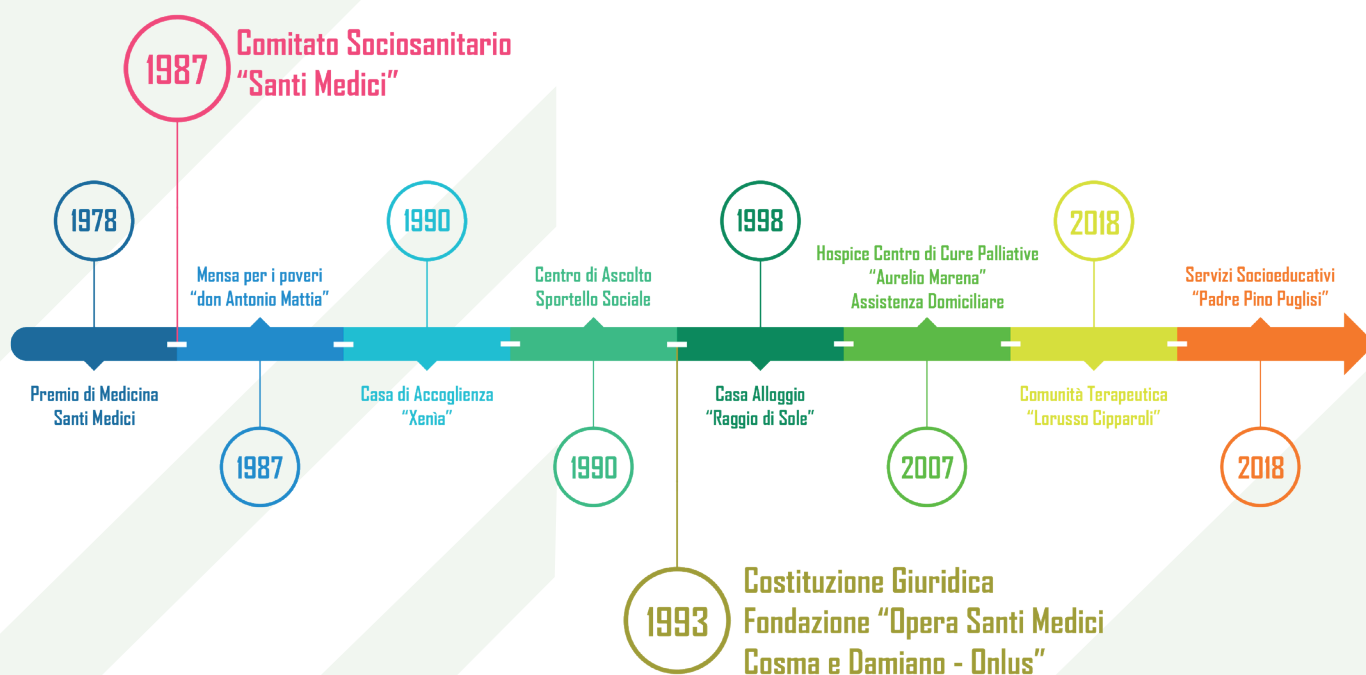 1987
Comitato Sociosanitario
“Santi Medici”
1978
Premio di Medicina
Santi Medici
Mensa per i poveri
“don Antonio Mattia”
1987
1990
Casa di Accoglienza
“Xenìa”
Centro di Ascolto
Sportello Sociale
1990
1993
Costituzione Giuridica
Fondazione “Opera Santi Medici
Cosma e Damiano - Onlus”
1998
Casa Alloggio
“Raggio di Sole”
Hospice Centro di Cure Palliative
“Aurelio Marena”
Assistenza Domiciliare
2007
2018
Comunità Terapeutica
“Lorusso Cipparoli”
Servizi Socioeducativi
“Padre Pino Puglisi”
2018